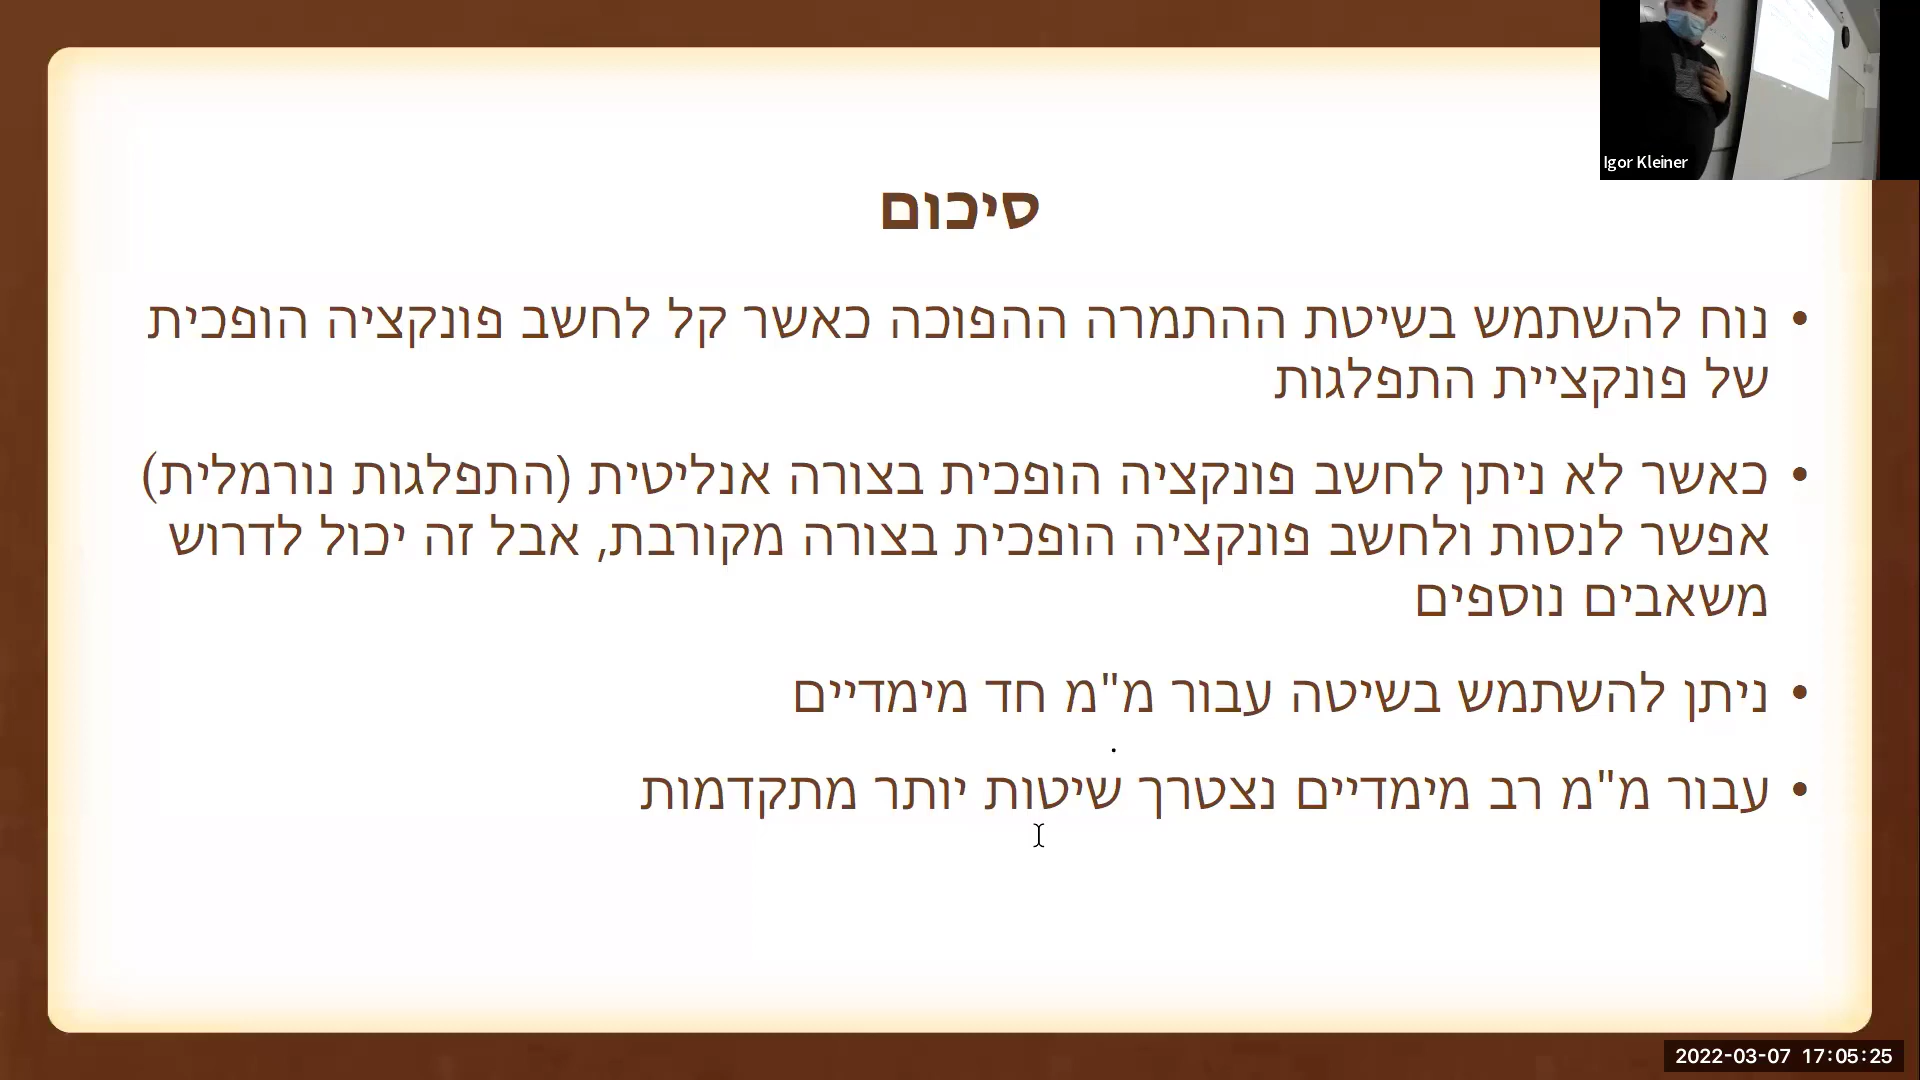 Igor Kleiner
סיכום
• נוח להשתמש בשיטת ההתמרה ההפוכה כאשר קל לחשב פונקציה הופכית
של פונקציית התפלגות
• כאשר לא ניתן לחשב פונקציה הופכית בצורה אנליטית (התפלגות נורמלית)
אפשר לנסות ולחשב פונקציה הופכית בצורה מקורבת, אבל זה יכול לדרוש
משאבים נוספים
• ניתן להשתמש בשיטה עבור מ"מ חד מימדיים
• עבור מ"מ רב מימדיים נצטרך שיטות יותר מתקדמות
2022-03-07 17:05:25